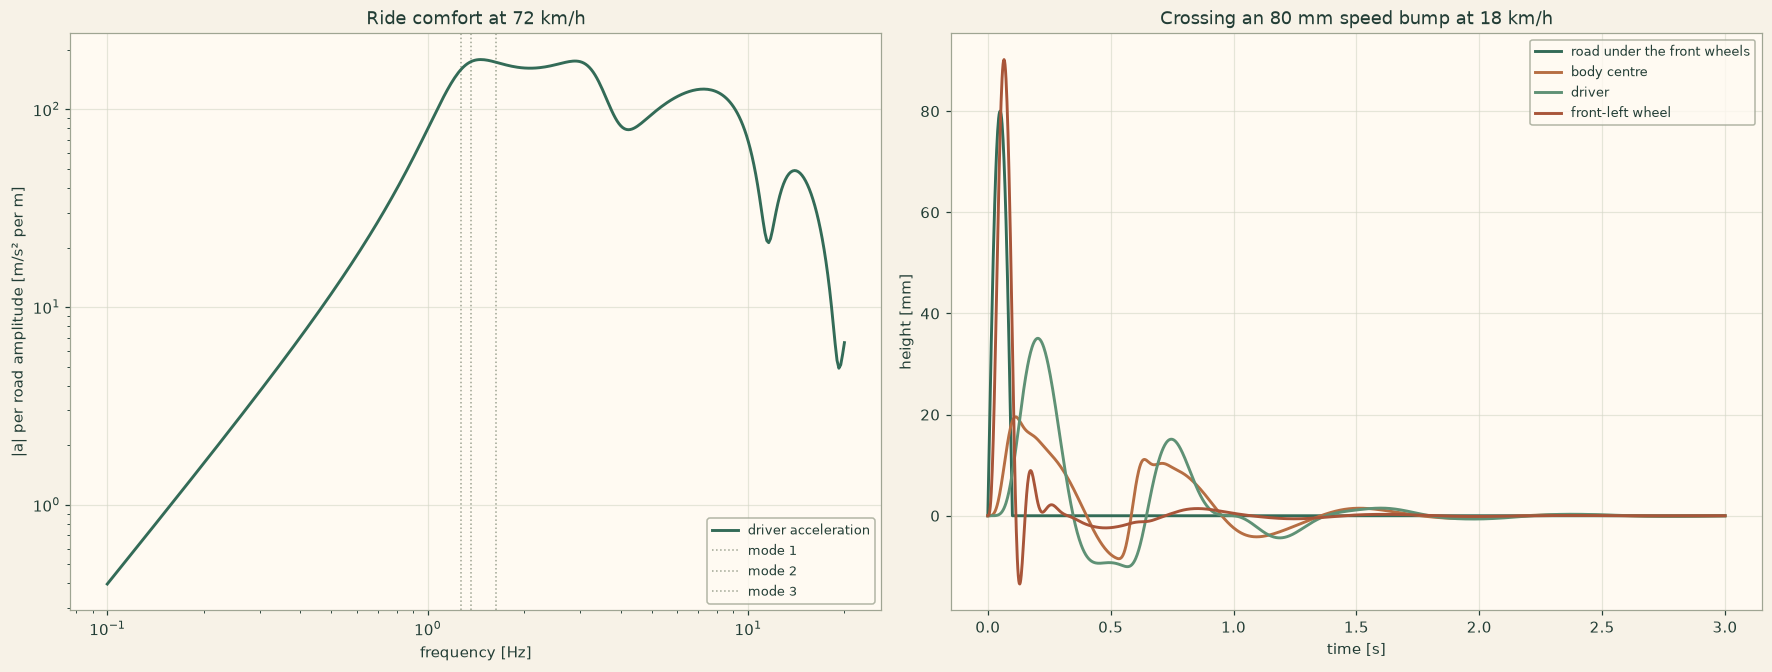 Ride comfort at 72 km/h
|a| per road amplitude [m/s² per m]
10²
10¹
10⁰
10⁻¹
10⁰
10¹
frequency [Hz]
driver acceleration
mode 1
mode 2
mode 3
Crossing an 80 mm speed bump at 18 km/h
height [mm]
80
60
40
20
0
0.0
0.5
1.0
1.5
2.0
2.5
3.0
time [s]
road under the front wheels
body centre
driver
front-left wheel